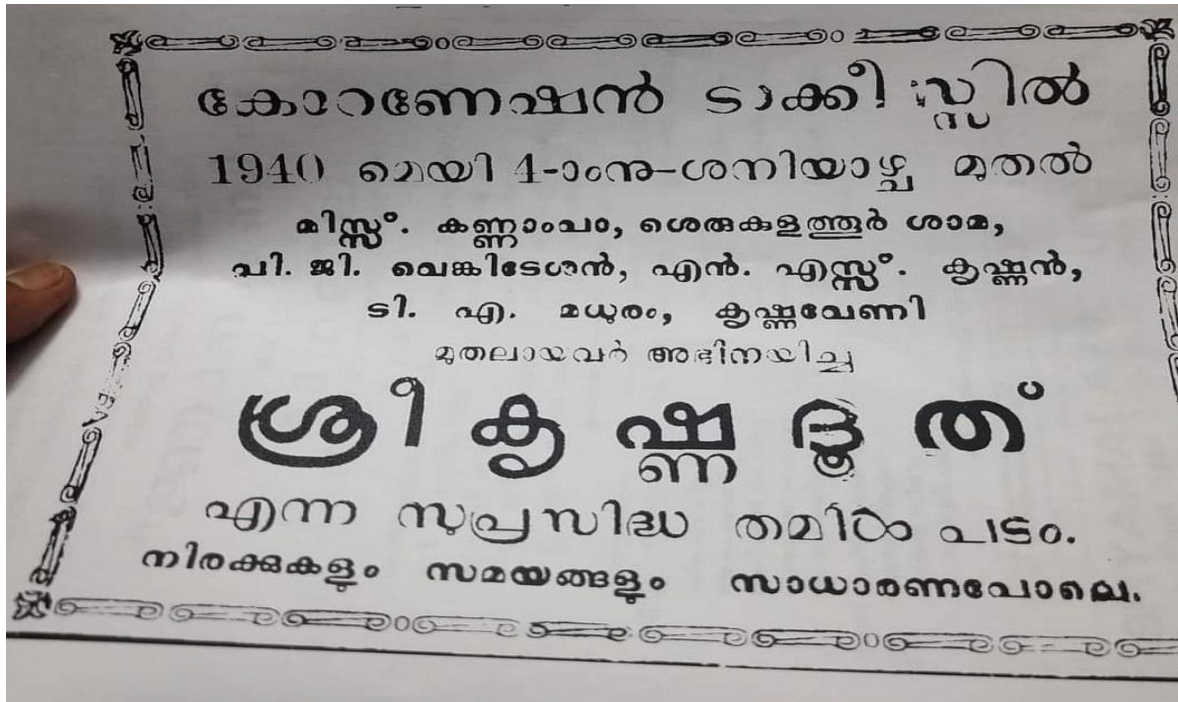 കോറണേഷൻ ടാക്കീസ്സിൽ
1940 മെയി 4-ാംനു-ശനിയാഴ്ച മുതൽ
മിസ്സ്. കണ്ണാംബാ, ശെരുകുളത്തൂർ ശാമ,
പി. ജി. വെങ്കിടേശൻ, എൻ. എസ്സ്. കൃഷ്ണൻ,
ടി. എ. മധുരം, കൃഷ്ണവേണി
മുതലായവർ അഭിനയിച്ച
ശ്രീകൃഷ്ണദൂത്
എന്ന സുപ്രസിദ്ധ തമിൾ പടം.
നിരക്കുകളും സമയങ്ങളും സാധാരണപോലെ.